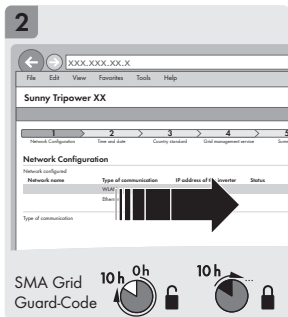 2
XXX.XXX.XX.X
File Edit View Favorites Tools Help
Sunny Tripower XX
1 2 3 4 5
Network Configuration Time and date Country standard Grid management service
Network Configuration
Network configured
Network name Type of communication IP address of the inverter Status
WLAN
Type of communication
SMA Grid Guard-Code
10 h 0 h
10 h